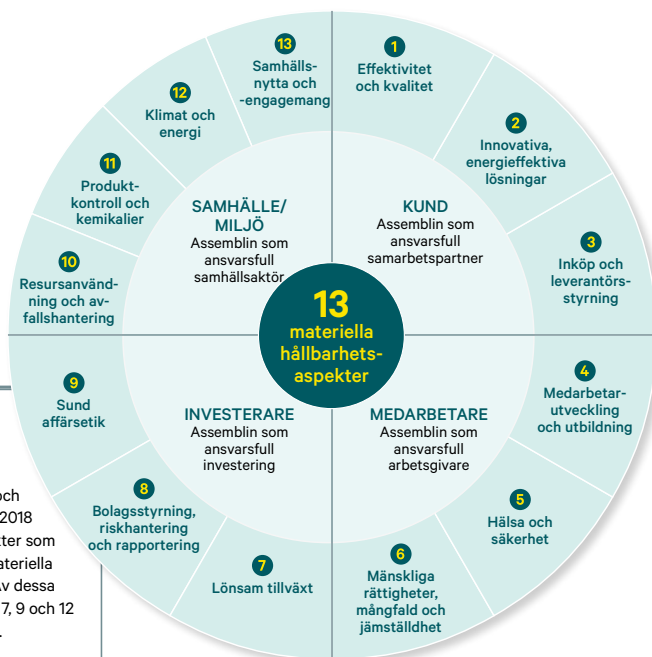 13
materiella
hållbarhets-
aspekter
KUND
Assemblin som
ansvarsfull
samarbetspartner
1
Effektivitet
och kvalitet
2
Innovativa,
energieffektiva
lösningar
3
Inköp och
leverantörs-
styrning
MEDARBETARE
Assemblin som
ansvarsfull
arbetsgivare
4
Medarbetar-
utveckling
och utbildning
5
Hälsa och
säkerhet
6
Mänskliga
rättigheter,
mångfald och
jämställdhet
INVESTERARE
Assemblin som
ansvarsfull
investering
7
Lönsam tillväxt
8
Bolagsstyrning,
riskhantering
och rapportering
9
Sund
affärsetik
SAMHÄLLE/
MILJÖ
Assemblin som
ansvarsfull
samhällsaktör
10
Resursanvänd-
ning och av-
fallshantering
11
Produkt-
kontroll och
kemikalier
12
Klimat och
energi
13
Samhälls-
nytta och
-engagemang
och
2018
kter som
ateriella
Av dessa
7, 9 och 12